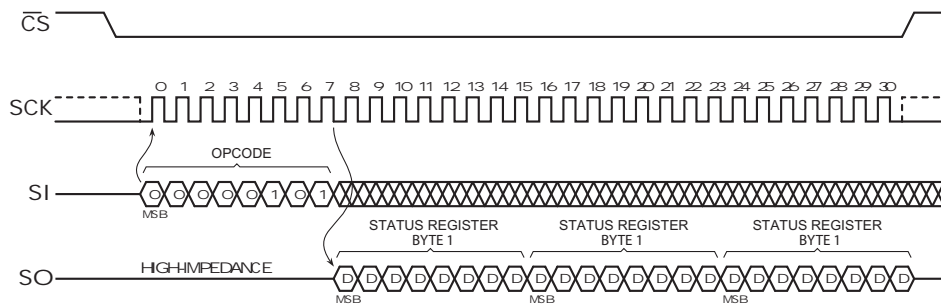 CS
0 1 2 3 4 5 6 7 8 9 10 11 12 13 14 15 16 17 18 19 20 21 22 23 24 25 26 27 28 29 30
SCK
OPCODE
SI 0 0 0 0 0 1 0 1
MSB
STATUS REGISTER BYTE 1
STATUS REGISTER BYTE 1
STATUS REGISTER BYTE 1
SO HIGH-IMPEDANCE D D D D D D D D D D D D D D D D D D D D D D D D
MSB MSB MSB